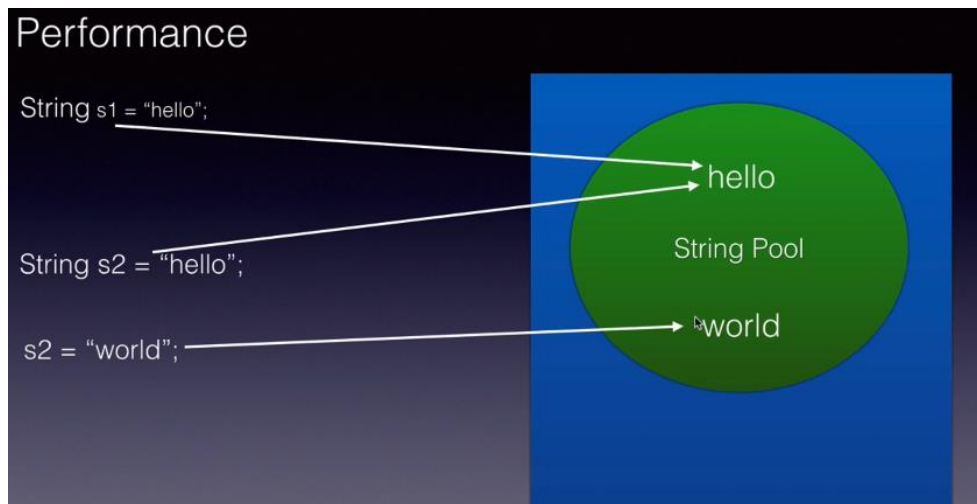 Performance
String s1 = “hello”;
hello
String Pool
String s2 = “hello”;
world
s2 = “world”;